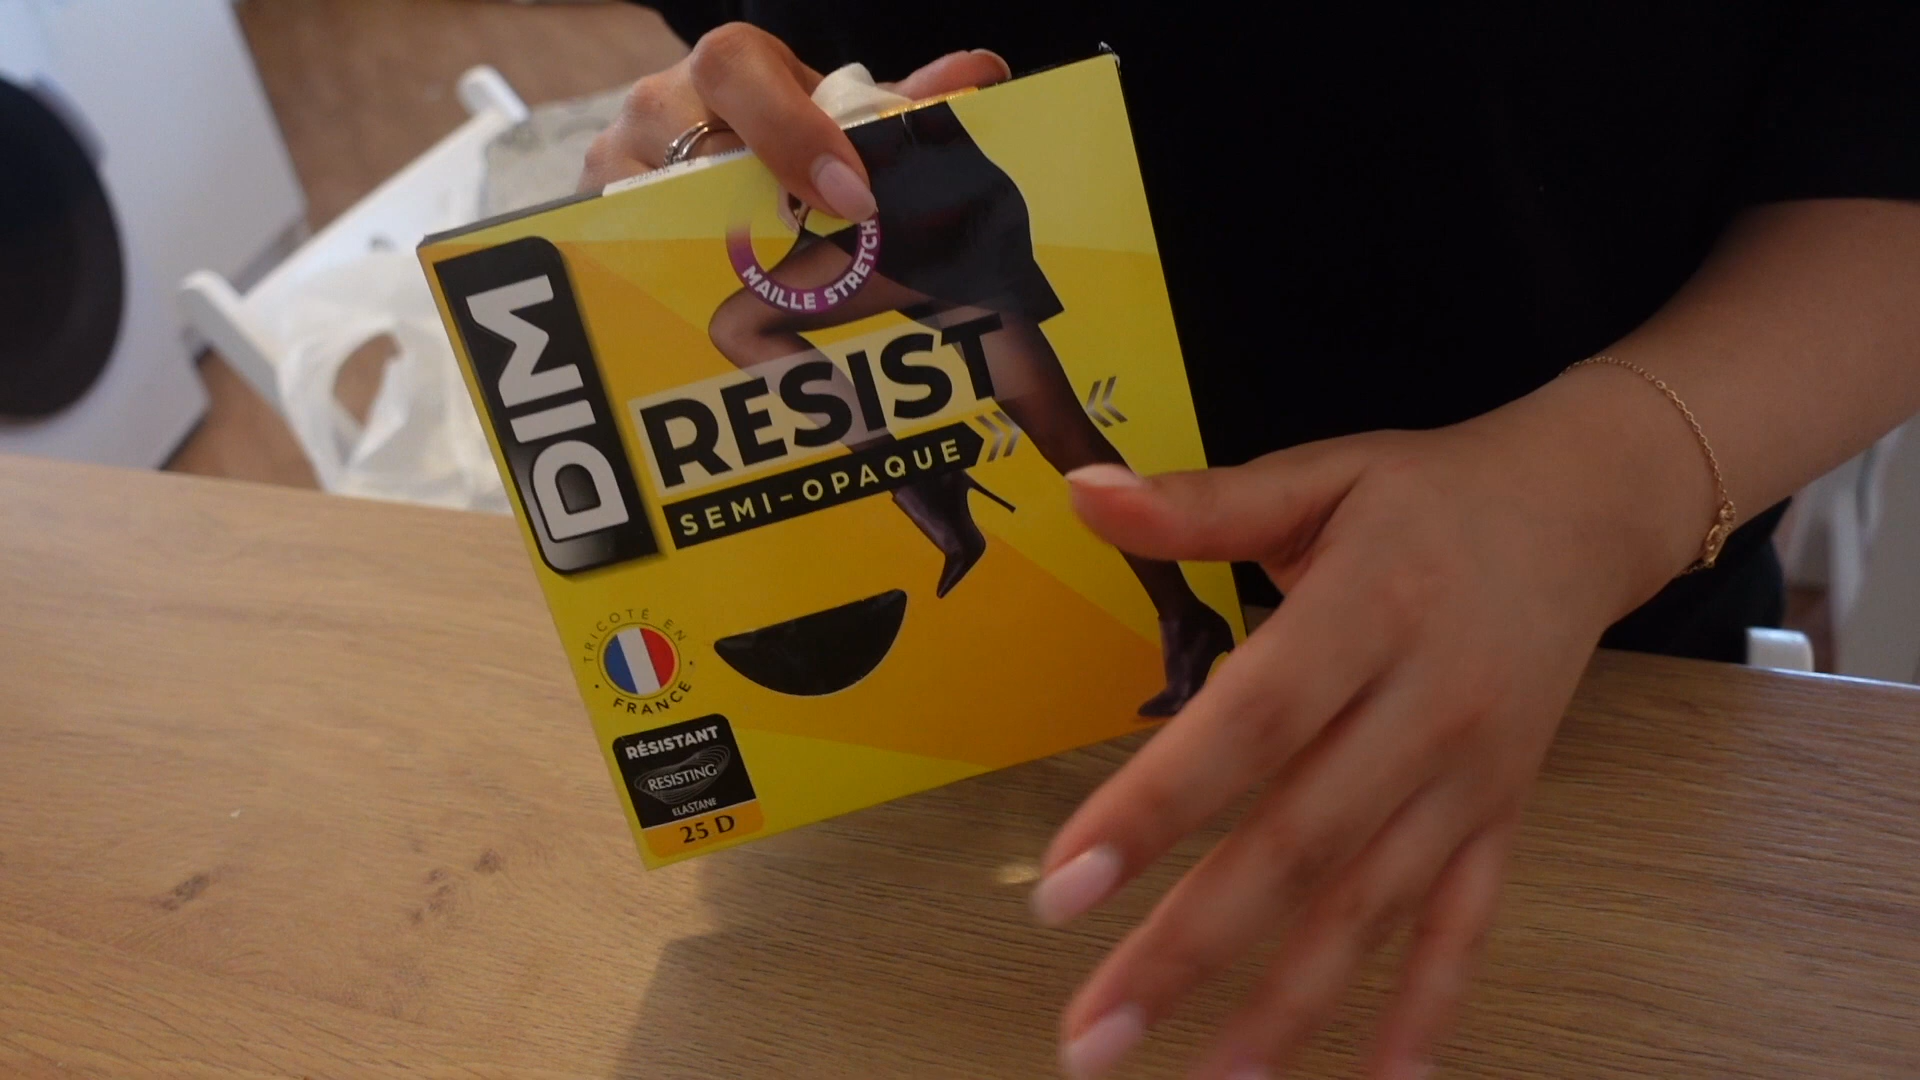 MAILLE STRETCH
DIM
RESIST
SEMI-OPAQUE
TRICOTÉ EN
FRANCE
RÉSISTANT
RESISTING
ELASTANE
25 D